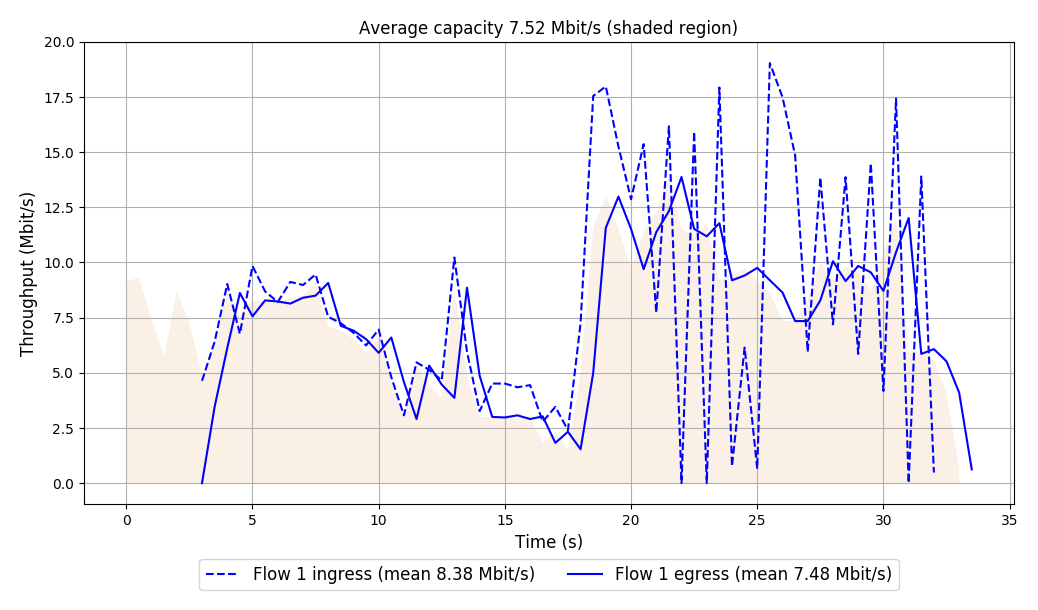 Average capacity 7.52 Mbit/s (shaded region)
20.0
17.5
15.0
12.5
10.0
7.5
5.0
2.5
0.0
Throughput (Mbit/s)
0 5 10 15 20 25 30 35
Time (s)
Flow 1 ingress (mean 8.38 Mbit/s) Flow 1 egress (mean 7.48 Mbit/s)